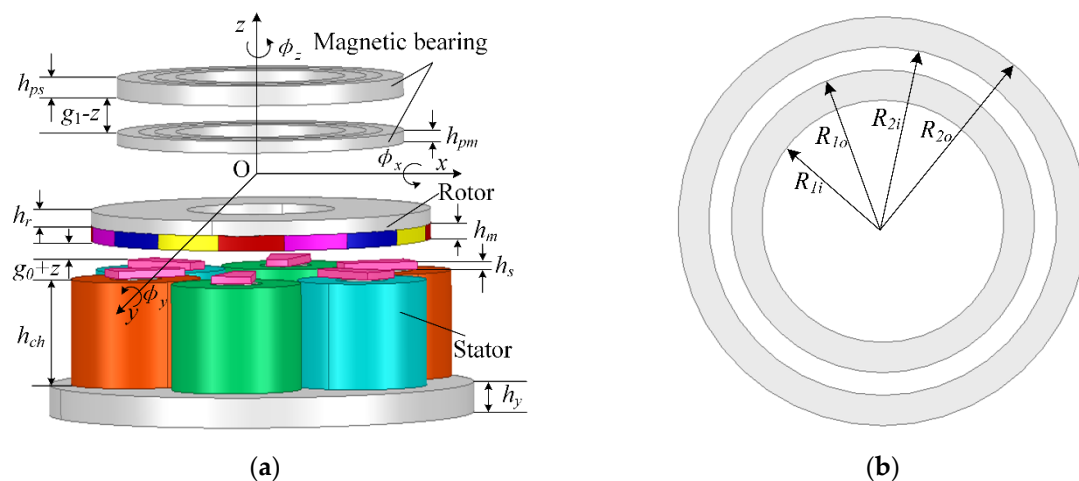 z
ϕz
Magnetic bearing
hps
g1-z
hpm
O
ϕx
x
Rotor
hr
hm
g0+z
hs
ϕy
y
hch
Stator
hy
(a)
R1i
R1o
R2i
R2o
(b)